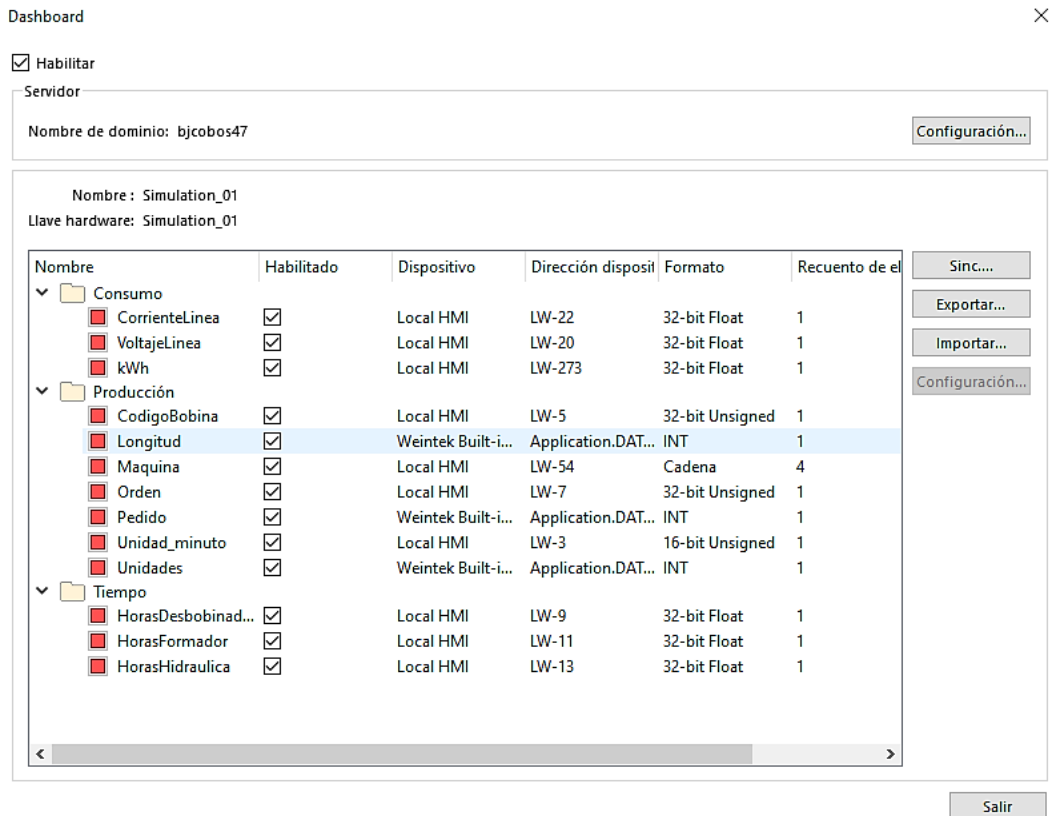 Dashboard
Habilitar
Servidor
Nombre de dominio: bjcobos47 Configuración...
Nombre : Simulation_01
Llave hardware: Simulation_01
Nombre Habilitado Dispositivo Dirección disposit Formato Recuento de el Sinc....
Consumo Exportar...
CorrienteLinea Local HMI LW-22 32-bit Float 1
VoltajeLinea Local HMI LW-20 32-bit Float 1 Importar...
kWh Local HMI LW-273 32-bit Float 1 Configuración...
Producción
CodigoBobina Local HMI LW-5 32-bit Unsigned 1
Longitud Weintek Built-i... Application.DAT... INT 1
Maquina Local HMI LW-54 Cadena 4
Orden Local HMI LW-7 32-bit Unsigned 1
Pedido Weintek Built-i... Application.DAT... INT 1
Unidad_minuto Local HMI LW-3 16-bit Unsigned 1
Unidades Weintek Built-i... Application.DAT... INT 1
Tiempo
HorasDesbobinad... Local HMI LW-9 32-bit Float 1
HorasFormador Local HMI LW-11 32-bit Float 1
HorasHidraulica Local HMI LW-13 32-bit Float 1
Salir